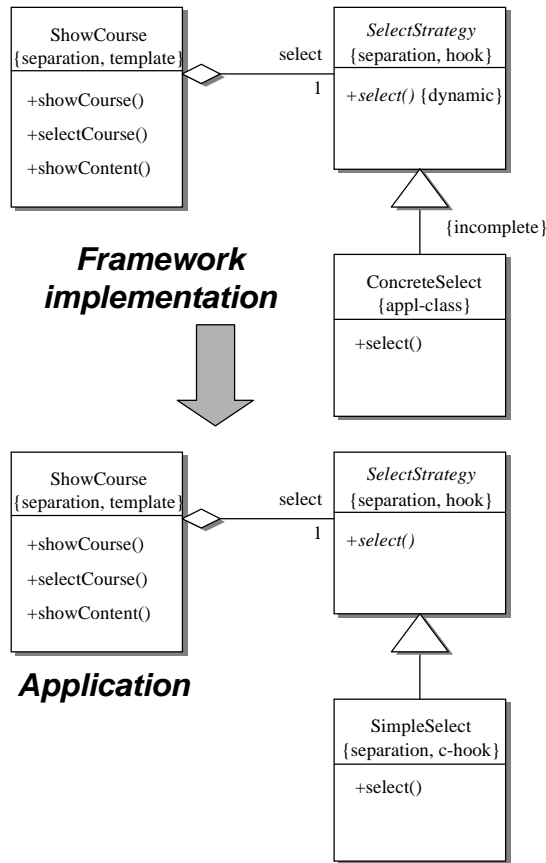 ShowCourse
{separation, template}
+showCourse()
+selectCourse()
+showContent()
select
1
SelectStrategy
{separation, hook}
+select() {dynamic}
{incomplete}
ConcreteSelect
{appl-class}
+select()
Framework
implementation
ShowCourse
{separation, template}
+showCourse()
+selectCourse()
+showContent()
select
1
SelectStrategy
{separation, hook}
+select()
Application
SimpleSelect
{separation, c-hook}
+select()